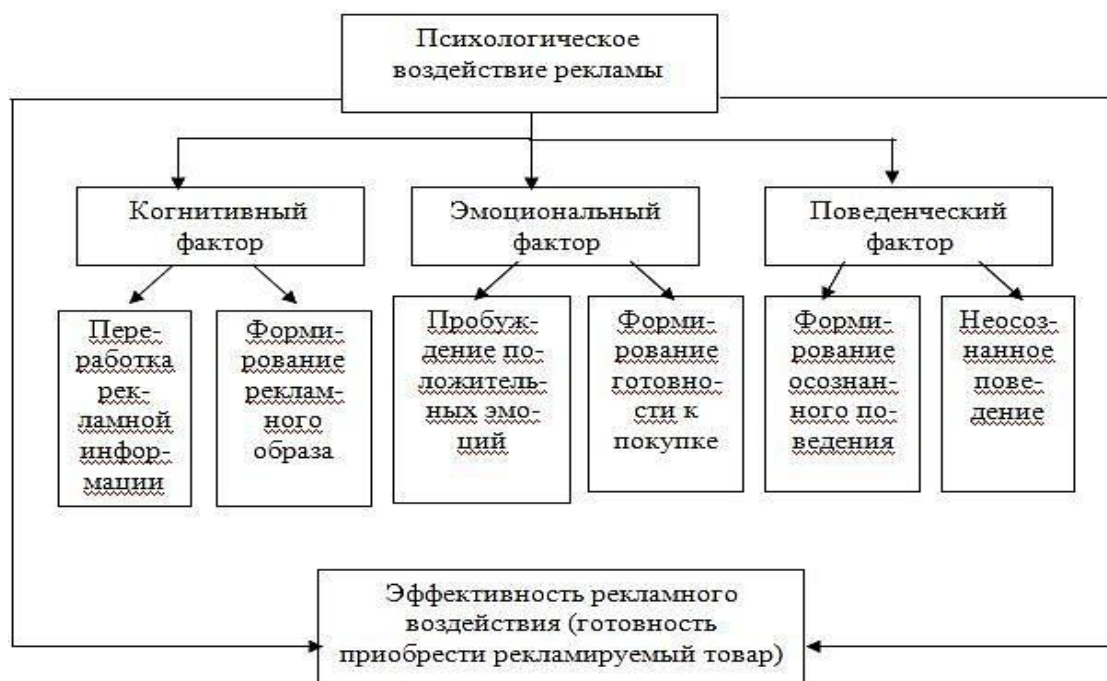 Психологическое
воздействие рекламы
Когнитивный
фактор
Эмоциональный
фактор
Поведенческий
фактор
Пере-
работка
рек-
ламной
инфор-
мации
Форми-
рование
реклам-
ного
образа
Пробуж-
дение по-
ложитель-
ных эмо-
ций
Форми-
рование
готовно-
сти к
покупке
Форми-
рование
осознан-
ного по-
ведения
Неосоз-
нанное
пове-
дение
Эффективность рекламного
воздействия (готовность
приобрести рекламируемый товар)